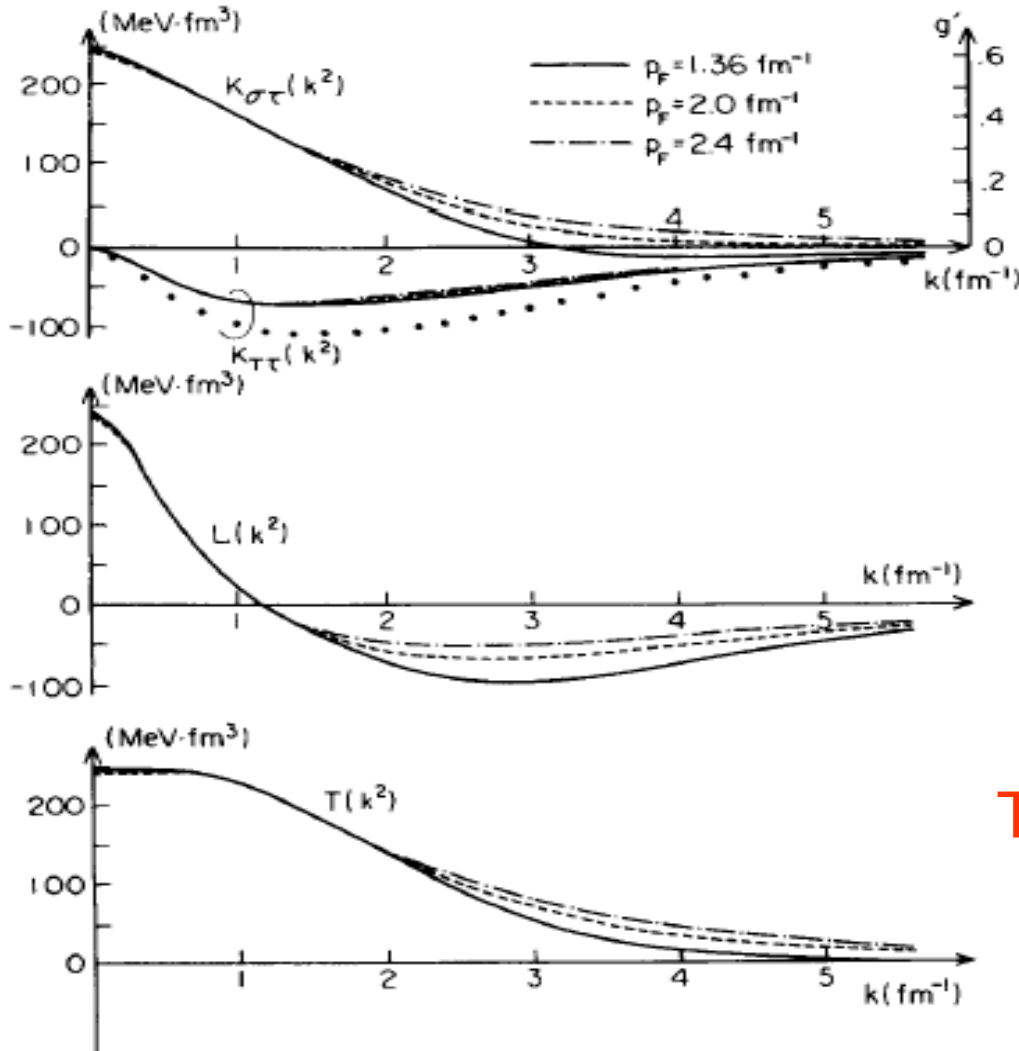 (MeV·fm³)
g′
200
100
0
-100
.6
.4
.2
0
K_στ(k²)
p_F = 1.36 fm⁻¹
p_F = 2.0 fm⁻¹
p_F = 2.4 fm⁻¹
1
2
3
4
5
k(fm⁻¹)
K_Tτ(k²)
(MeV·fm³)
200
100
0
-100
L(k²)
k(fm⁻¹)
1
2
3
4
5
(MeV·fm³)
200
100
0
T(k²)
T
1
2
3
4
5
k(fm⁻¹)